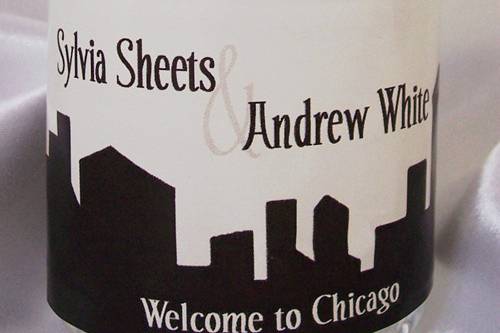 Sylvia Sheets
&
Andrew White
Welcome to Chicago